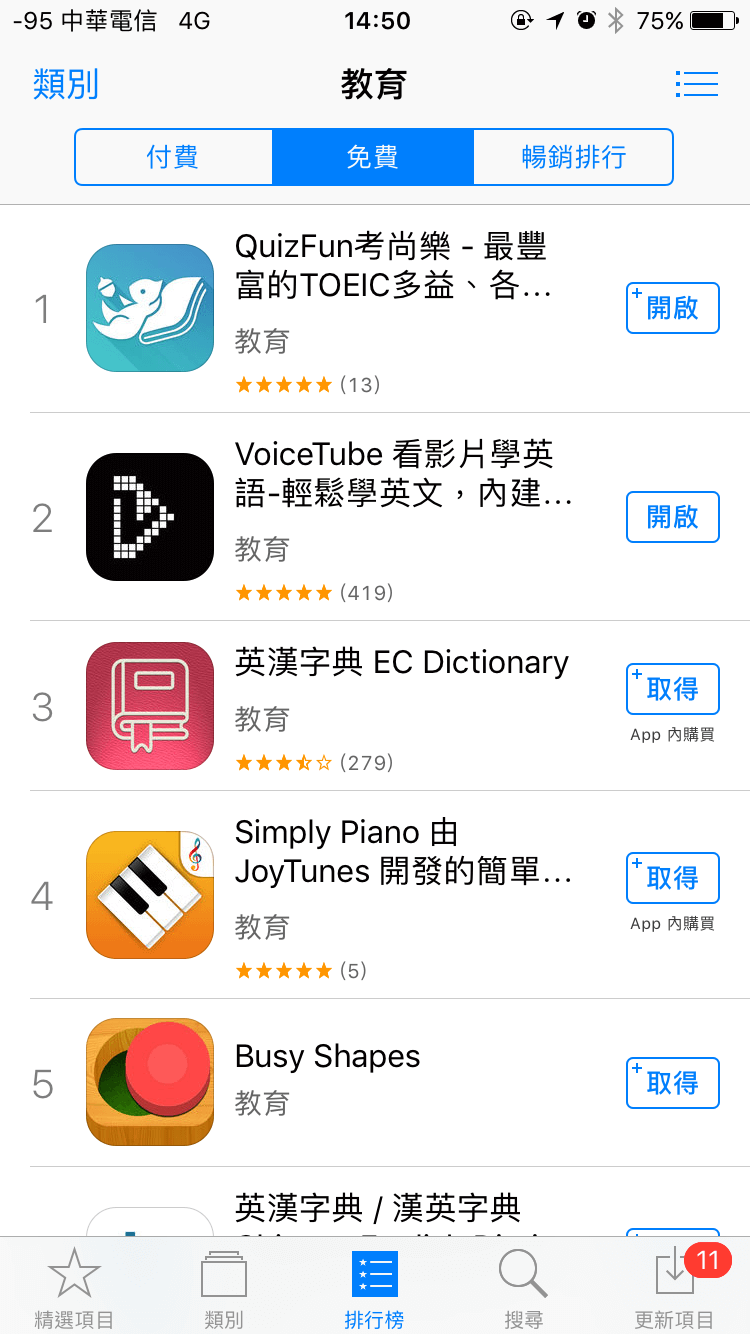 -95 中華電信 4G 14:50 75%
類別 教育
付費 免費 暢銷排行
1
QuizFun考尚樂 - 最豐
富的TOEIC多益、各...
教育
(13)
+開啟
2
VoiceTube 看影片學英
語-輕鬆學英文，內建...
教育
(419)
開啟
3
英漢字典 EC Dictionary
教育
(279)
+取得
App 內購買
4
Simply Piano 由
JoyTunes 開發的簡單...
教育
(5)
+取得
App 內購買
5
Busy Shapes
教育
+取得
英漢字典 / 漢英字典
精選項目 類別 排行榜 搜尋 更新項目
11